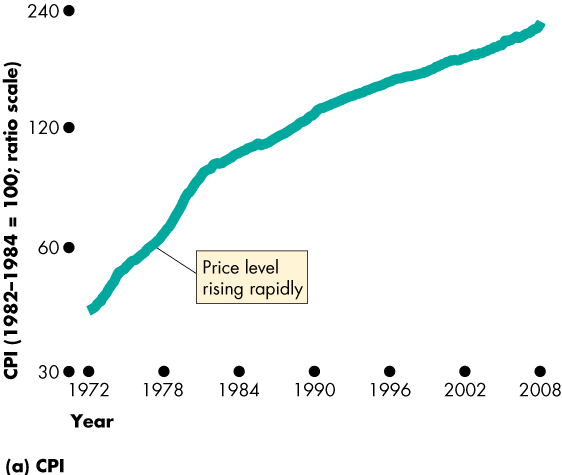 240
120
60
30
CPI (1982–1984 = 100; ratio scale)
Price level
rising rapidly
1972 1978 1984 1990 1996 2002 2008
Year
(a) CPI